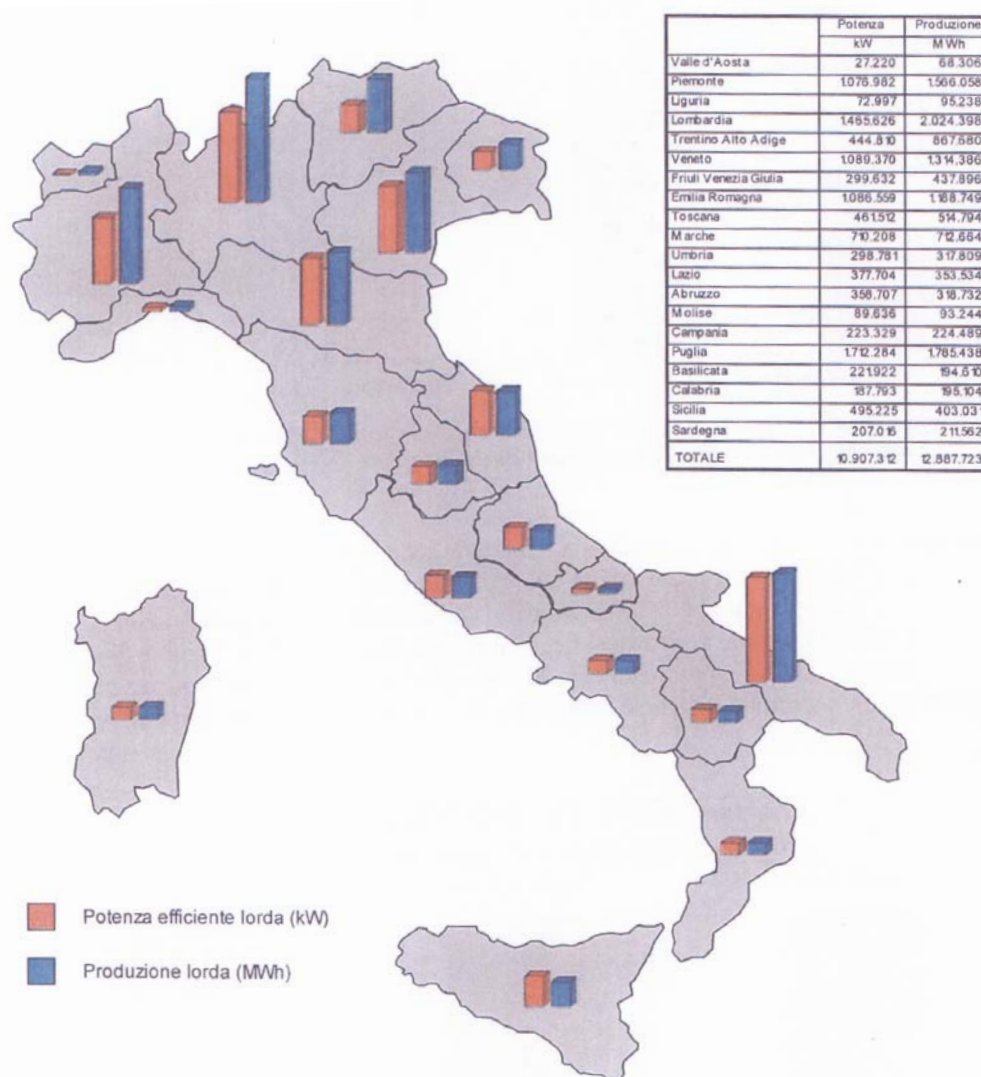 Potenza Produzione
kW MWh
Valle d'Aosta 27.220 68.306
Piemonte 1.076.982 1.566.058
Liguria 72.997 95.238
Lombardia 1.465.626 2.024.398
Trentino Alto Adige 444.810 867.680
Veneto 1.089.370 1.314.386
Friuli Venezia Giulia 299.632 437.896
Emilia Romagna 1.086.559 1.168.749
Toscana 461.512 514.794
Marche 710.208 712.664
Umbria 298.781 317.809
Lazio 377.704 353.534
Abruzzo 358.707 318.732
Molise 89.636 93.244
Campania 223.329 224.489
Puglia 1.712.284 1.785.438
Basilicata 221.922 194.610
Calabria 187.793 195.104
Sicilia 495.225 403.031
Sardegna 207.016 211.562
TOTALE 10.907.312 12.887.723
Potenza efficiente lorda (kW)
Produzione lorda (MWh)